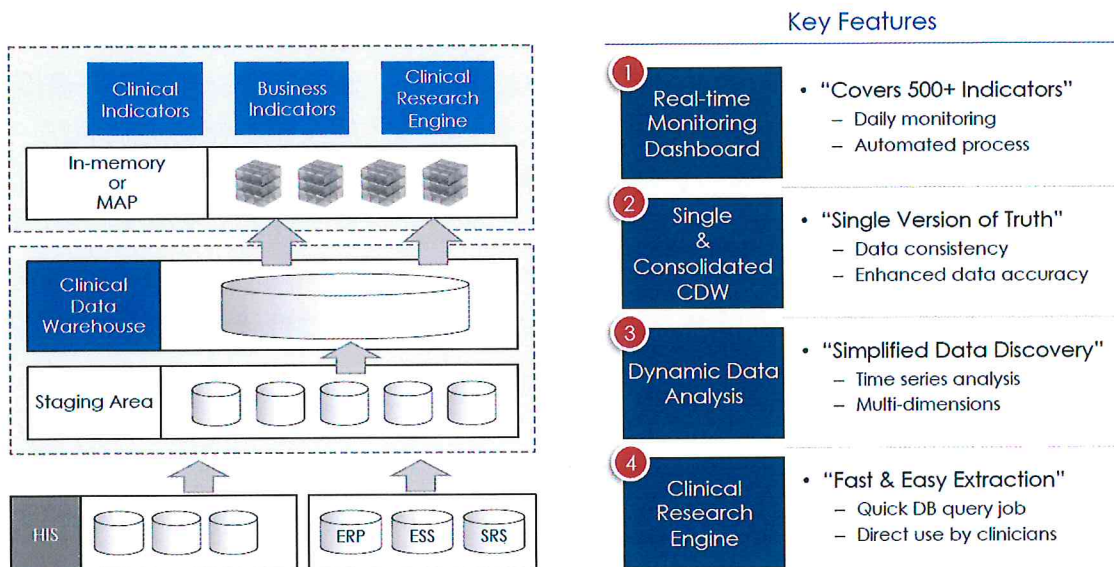 Clinical
Indicators
Business
Indicators
Clinical
Research
Engine
In-memory
or
MAP
Clinical
Data
Warehouse
Staging Area
HIS
ERP
ESS
SRS
Key Features
1
Real-time
Monitoring
Dashboard
• “Covers 500+ Indicators”
– Daily monitoring
– Automated process
2
Single
&
Consolidated
CDW
• “Single Version of Truth”
– Data consistency
– Enhanced data accuracy
3
Dynamic Data
Analysis
• “Simplified Data Discovery”
– Time series analysis
– Multi-dimensions
4
Clinical
Research
Engine
• “Fast & Easy Extraction”
– Quick DB query job
– Direct use by clinicians